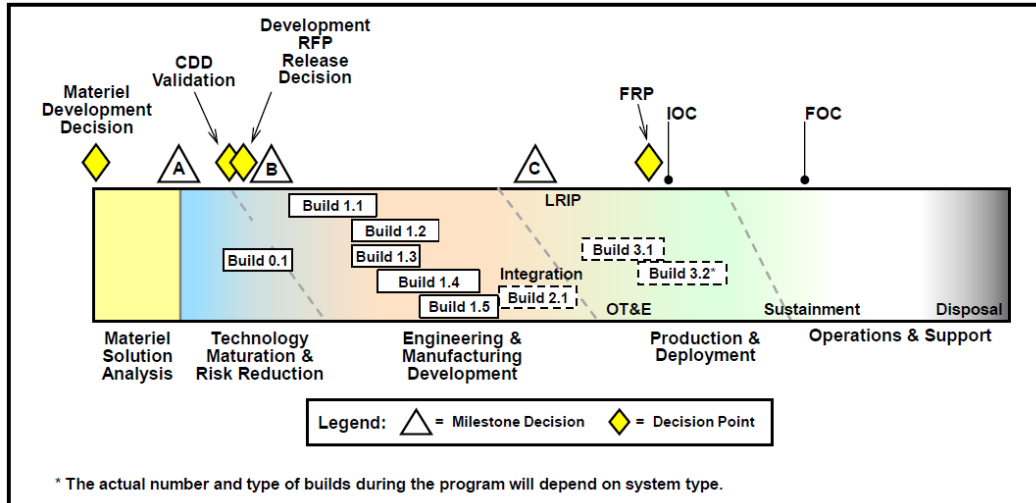 Development
RFP
Release
Decision
CDD
Validation
Materiel
Development
Decision
FRP
IOC
FOC
A
B
C
LRIP
Build 1.1
Build 1.2
Build 0.1
Build 1.3
Build 3.1
Build 1.4
Integration
Build 3.2*
Build 1.5
Build 2.1
OT&E
Sustainment
Disposal
Materiel
Solution
Analysis
Technology
Maturation &
Risk Reduction
Engineering &
Manufacturing
Development
Production &
Deployment
Operations & Support
Legend:
= Milestone Decision
= Decision Point
* The actual number and type of builds during the program will depend on system type.